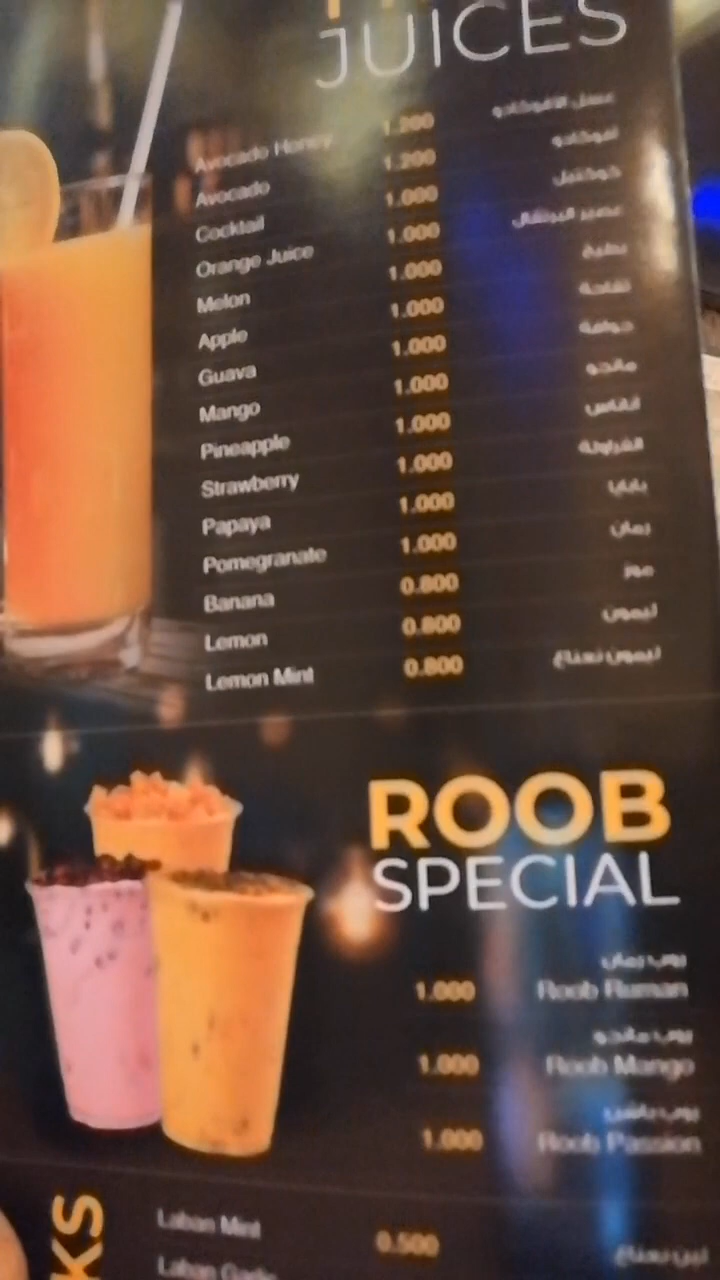 JUICES
Avocado Honey 1.200 عسل الافوكادو
Avocado 1.200 افوكادو
Cocktail 1.000 كوكتيل
Orange Juice 1.000 عصير البرتقال
Melon 1.000 بطيخ
Apple 1.000 تفاحة
Guava 1.000 جوافة
Mango 1.000 مانجو
Pineapple 1.000 اناناس
Strawberry 1.000 الفراولة
Papaya 1.000 بابايا
Pomegranate 1.000 رمان
Banana 0.800 موز
Lemon 0.800 ليمون
Lemon Mint 0.800 ليمون نعناع
ROOB
SPECIAL
روب رمان
1.000 Roob Ruman
روب مانجو
1.000 Roob Mango
روب باشن
1.000 Roob Passion
KS
Laban Mint 0.500 لبن نعناع
Laban Garlic